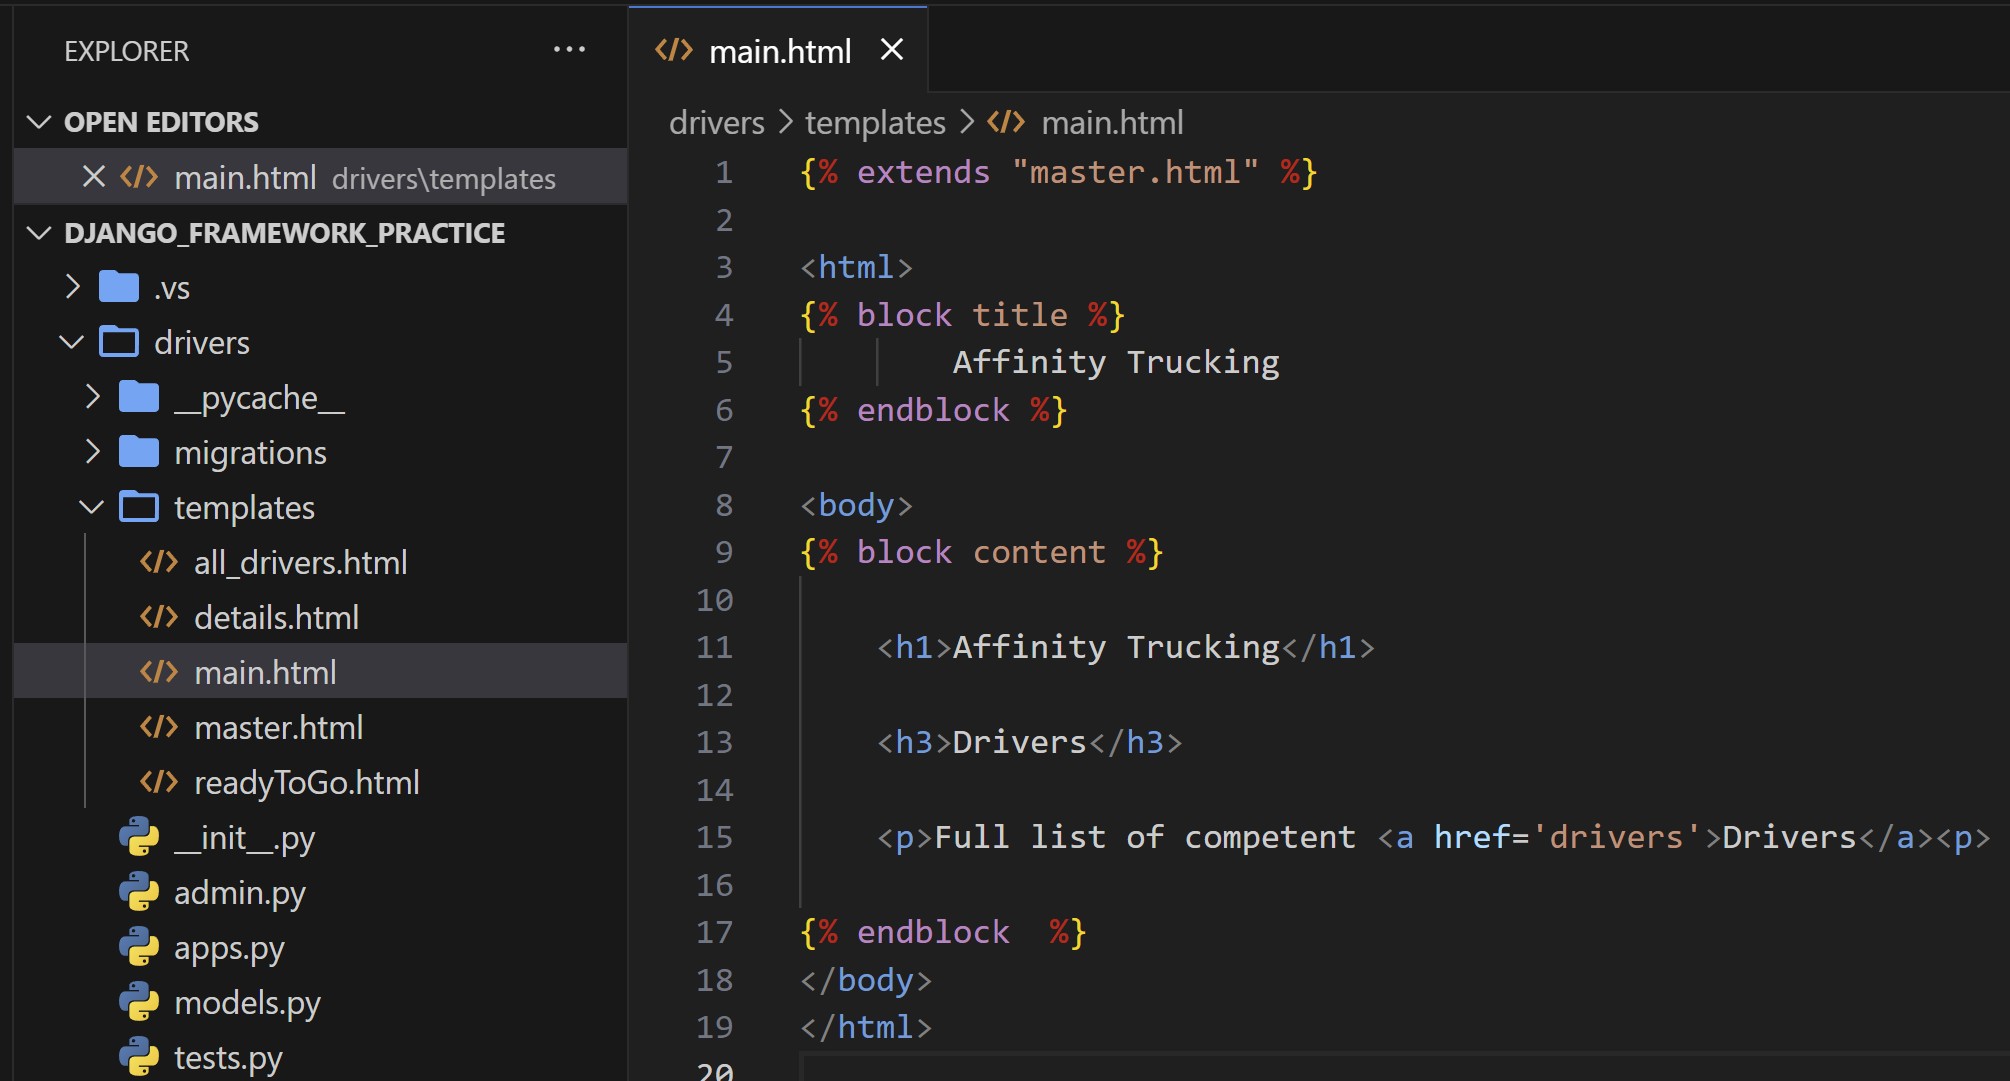 EXPLORER
OPEN EDITORS
main.html drivers\templates
DJANGO_FRAMEWORK_PRACTICE
.vs
drivers
__pycache__
migrations
templates
all_drivers.html
details.html
main.html
master.html
readyToGo.html
__init__.py
admin.py
apps.py
models.py
tests.py
main.html
drivers > templates > main.html
1 {% extends "master.html" %}
2
3 <html>
4 {% block title %}
5 Affinity Trucking
6 {% endblock %}
7
8 <body>
9 {% block content %}
10
11 <h1>Affinity Trucking</h1>
12
13 <h3>Drivers</h3>
14
15 <p>Full list of competent <a href='drivers'>Drivers</a><p>
16
17 {% endblock  %}
18 </body>
19 </html>
20